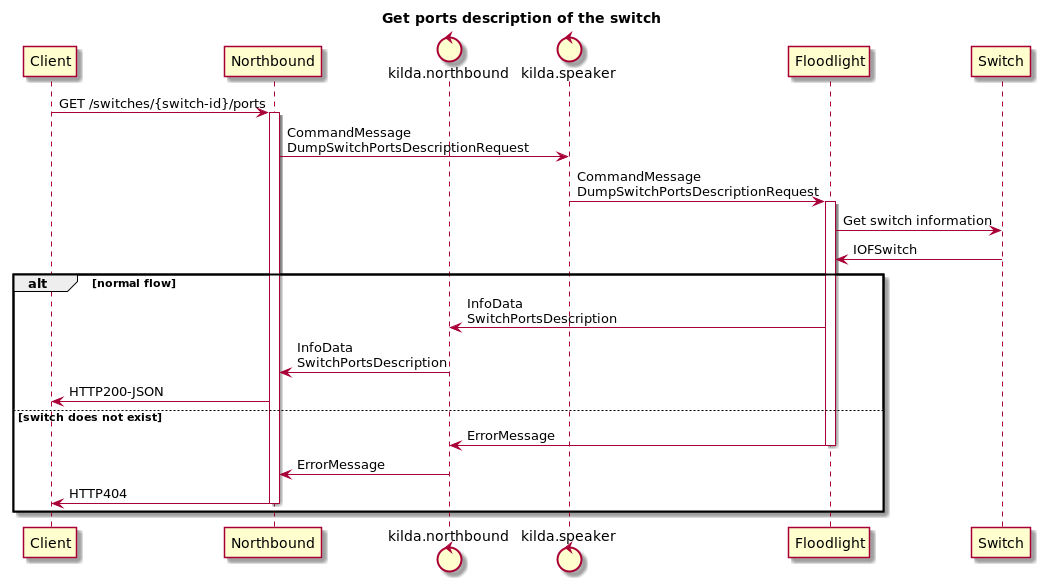 Get ports description of the switch
Client
Northbound
kilda.northbound
kilda.speaker
Floodlight
Switch
GET /switches/{switch-id}/ports
CommandMessage
DumpSwitchPortsDescriptionRequest
CommandMessage
DumpSwitchPortsDescriptionRequest
Get switch information
IOFSwitch
alt
[normal flow]
InfoData
SwitchPortsDescription
InfoData
SwitchPortsDescription
HTTP200-JSON
[switch does not exist]
ErrorMessage
ErrorMessage
HTTP404
Client
Northbound
kilda.northbound
kilda.speaker
Floodlight
Switch